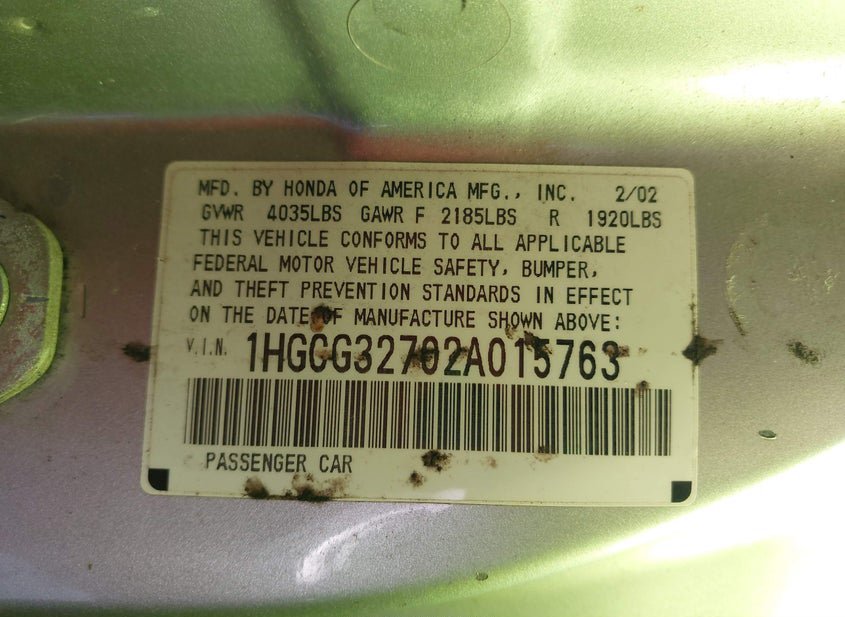 MFD. BY HONDA OF AMERICA MFG., INC. 2/02
GVWR 4035LBS GAWR F 2185LBS R 1920LBS
THIS VEHICLE CONFORMS TO ALL APPLICABLE
FEDERAL MOTOR VEHICLE SAFETY, BUMPER,
AND THEFT PREVENTION STANDARDS IN EFFECT
ON THE DATE OF MANUFACTURE SHOWN ABOVE:
V.I.N. 1HGCG32702A015763
PASSENGER CAR